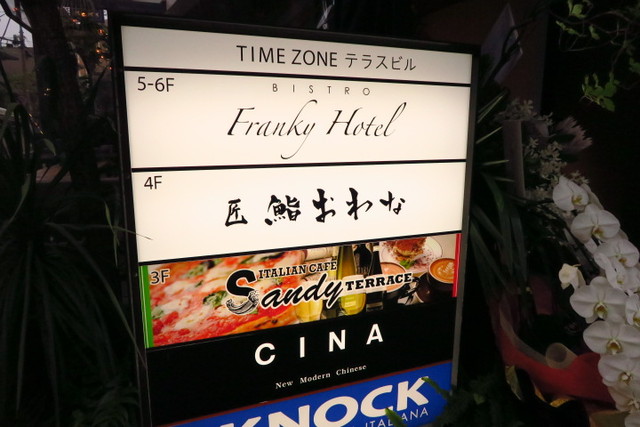 TIME ZONE テラスビル
5-6F
BISTRO
Franky Hotel
4F
匠 鮨 おわな
3F
ITALIAN CAFÉ
Sandy TERRACE
CINA
New Modern Chinese
KNOCK
ITALIANA